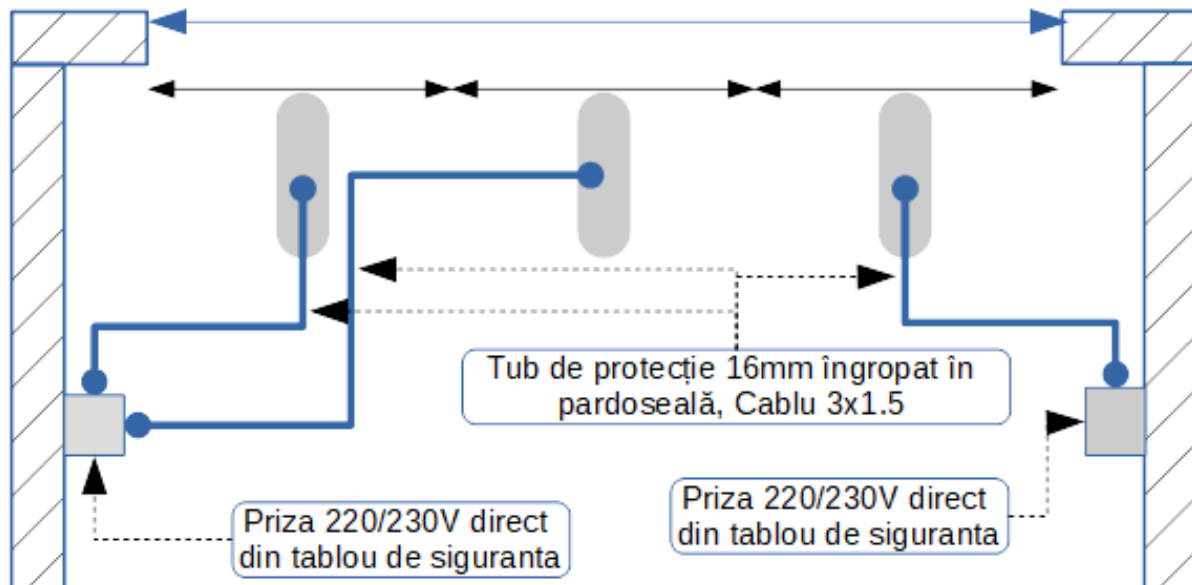 Tub de protecție 16mm îngropat în
pardoseală, Cablu 3x1.5
Priza 220/230V direct
din tablou de siguranta
Priza 220/230V direct
din tablou de siguranta